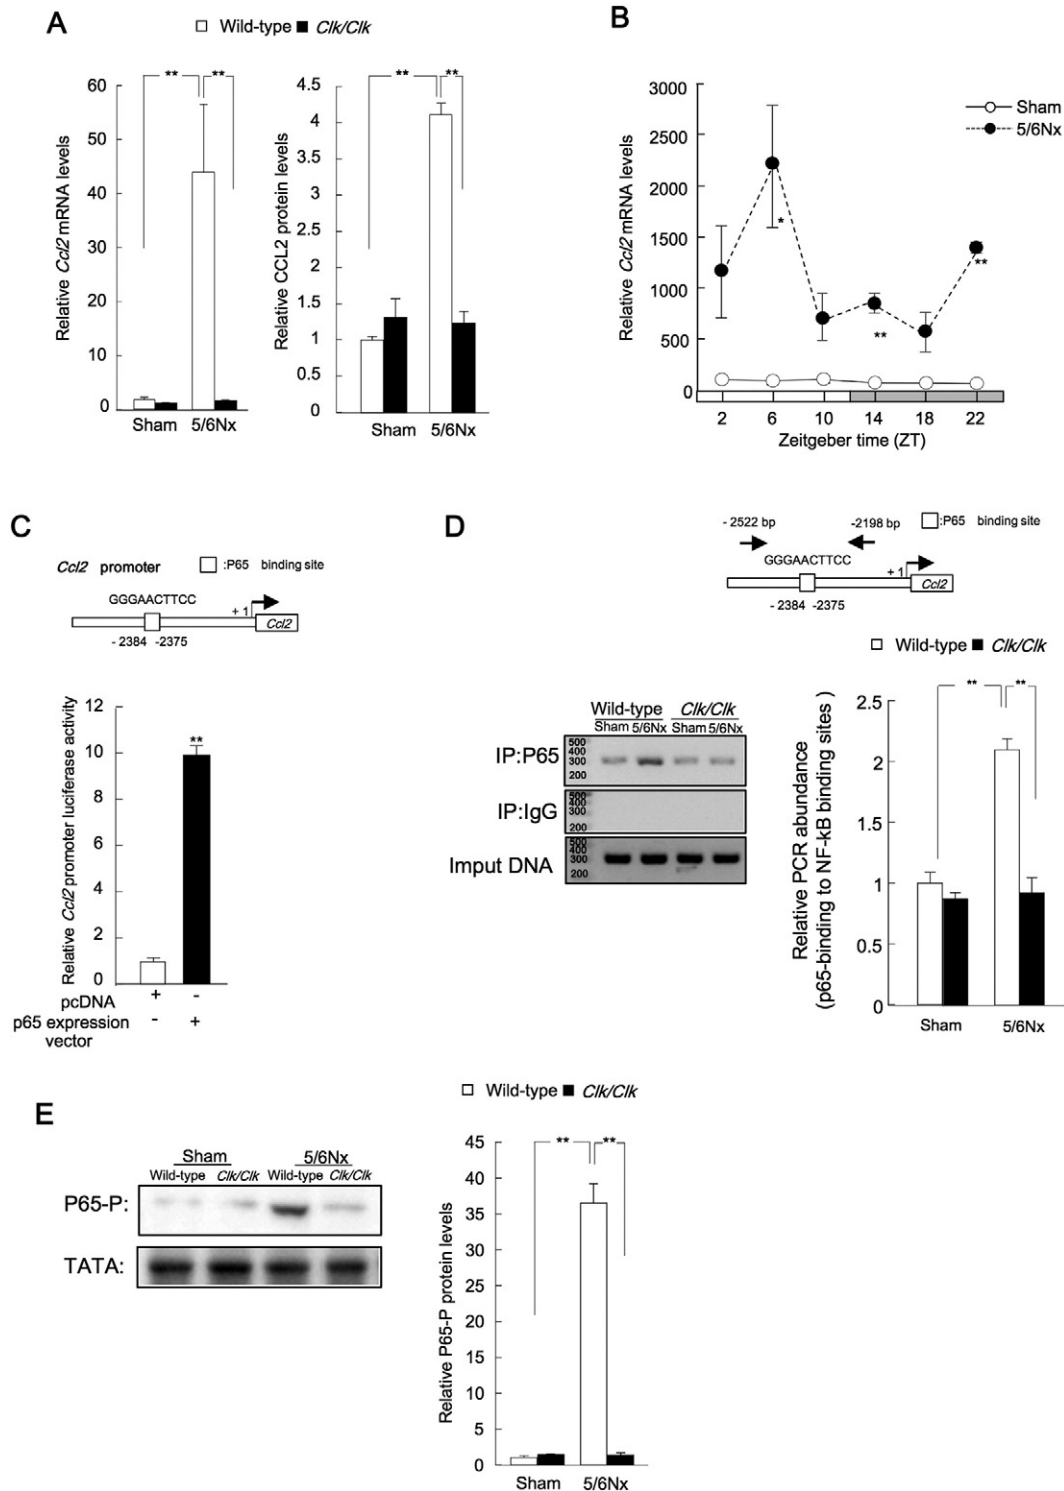 A
Wild-type Clk/Clk
Relative Ccl2 mRNA levels
60
50
40
30
20
10
0
** **
Sham 5/6Nx
Relative CCL2 protein levels
4.5
4
3.5
3
2.5
2
1.5
1
0.5
0
** **
Sham 5/6Nx
B
Relative Ccl2 mRNA levels
3000
2500
2000
1500
1000
500
0
Sham
5/6Nx
*
**
**
2 6 10 14 18 22
Zeitgeber time (ZT)
C
Ccl2 promoter :P65 binding site
GGGAACTTCC
+ 1
Ccl2
- 2384 -2375
Relative Ccl2 promoter luciferase activity
12
10
8
6
4
2
0
**
pcDNA + -
p65 expression - +
vector
D
- 2522 bp -2198 bp :P65 binding site
GGGAACTTCC
+ 1
Ccl2
- 2384 -2375
Wild-type Clk/Clk
Wild-type Clk/Clk
Sham 5/6Nx Sham 5/6Nx
IP:P65
500
400
300
200
IP:IgG
500
400
300
200
Imput DNA
500
400
300
200
Relative PCR abundance
(p65-binding to NF-kB binding sites )
2.5
2
1.5
1
0.5
0
** **
Sham 5/6Nx
E
Wild-type Clk/Clk
Sham 5/6Nx
Wild-type Clk/Clk Wild-type Clk/Clk
P65-P:
TATA:
Relative P65-P protein levels
45
40
35
30
25
20
15
10
5
0
** **
Sham 5/6Nx